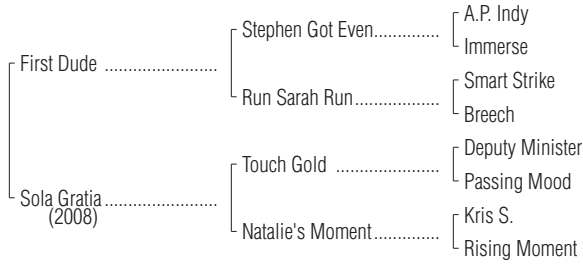 A.P. Indy
Stephen Got Even..............
Immerse
First Dude .......................
Smart Strike
Run Sarah Run..................
Breech
Deputy Minister
Touch Gold ......................
Passing Mood
Sola Gratia.......................
(2008)
Kris S.
Natalie's Moment..............
Rising Moment